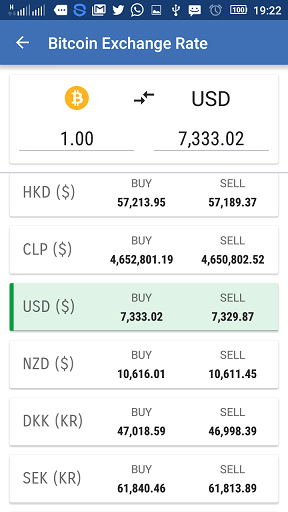 H 100 19:22
Bitcoin Exchange Rate
USD
1.00 7,333.02
BUY SELL
HKD ($) 57,213.95 57,189.37
BUY SELL
CLP ($) 4,652,801.19 4,650,802.52
BUY SELL
USD ($) 7,333.02 7,329.87
BUY SELL
NZD ($) 10,616.01 10,611.45
BUY SELL
DKK (KR) 47,018.59 46,998.39
BUY SELL
SEK (KR) 61,840.46 61,813.89